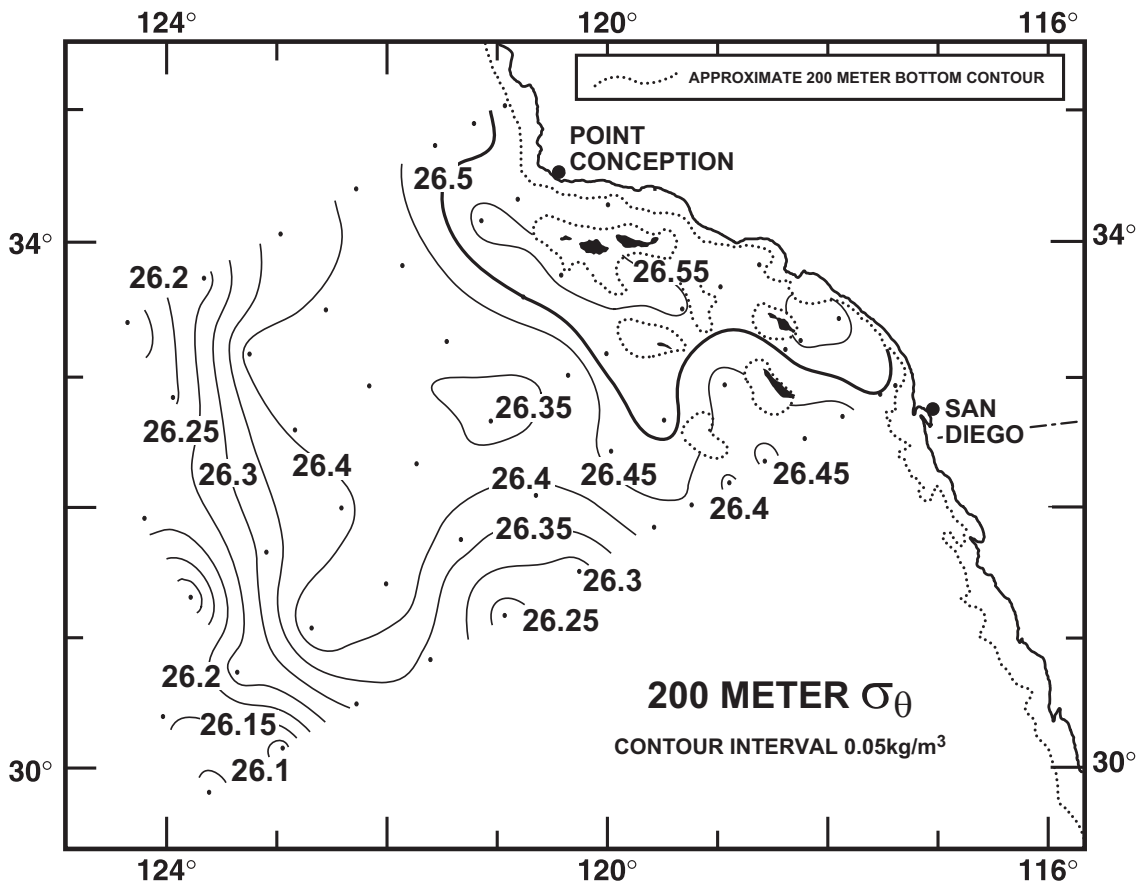 124° 120° 116°
APPROXIMATE 200 METER BOTTOM CONTOUR
POINT
CONCEPTION
26.5
34° 34°
26.55
26.2
26.35
26.25
SAN
DIEGO
26.3
26.4
26.4
26.45
26.45
26.4
26.35
26.3
26.25
26.2
200 METER σθ
26.15
CONTOUR INTERVAL 0.05kg/m³
26.1
30° 30°
124° 120° 116°